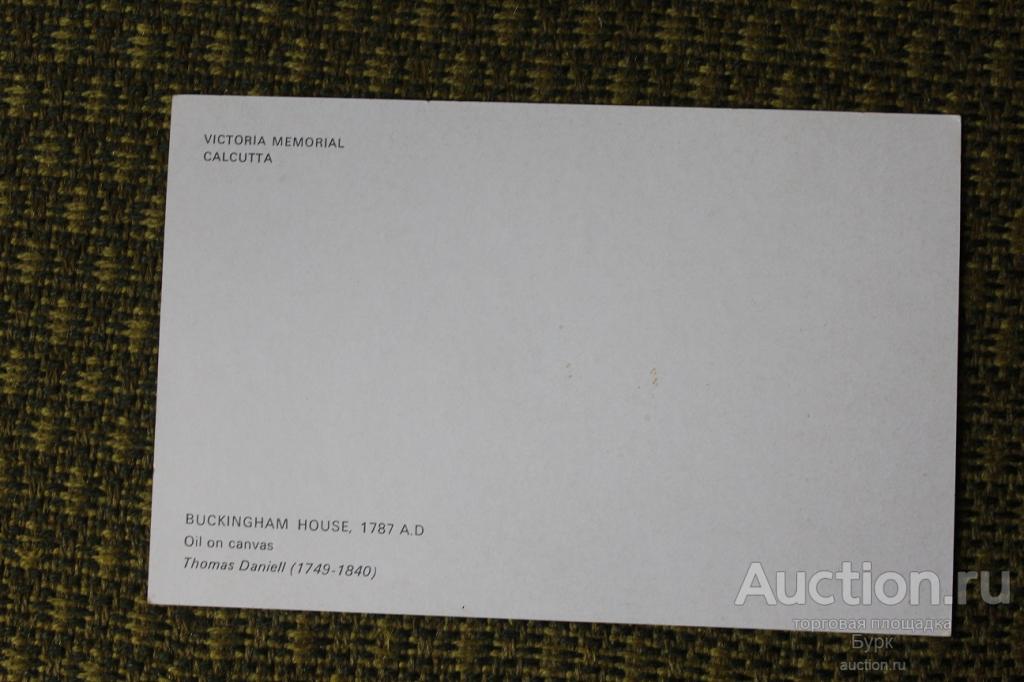 VICTORIA MEMORIAL
CALCUTTA
BUCKINGHAM HOUSE, 1787 A.D
Oil on canvas
Thomas Daniell (1749-1840)
Auction.ru
торговая площадка
Бурк
auction.ru